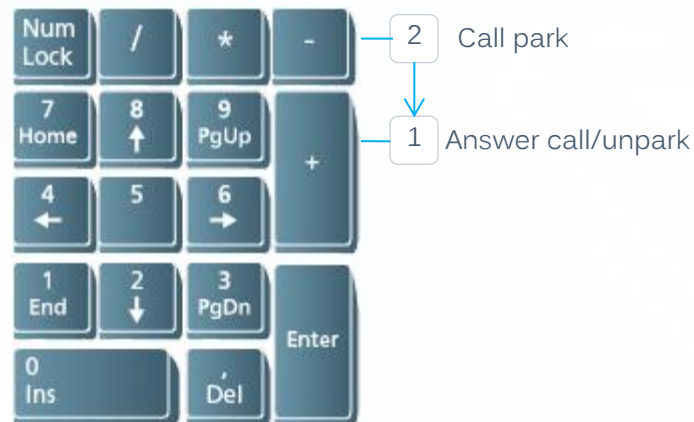 Num
Lock
/
*
-
2
Call park
7
Home
8
9
PgUp
+
1
Answer call/unpark
4
5
6
1
End
2
3
PgDn
Enter
0
Ins
,
Del